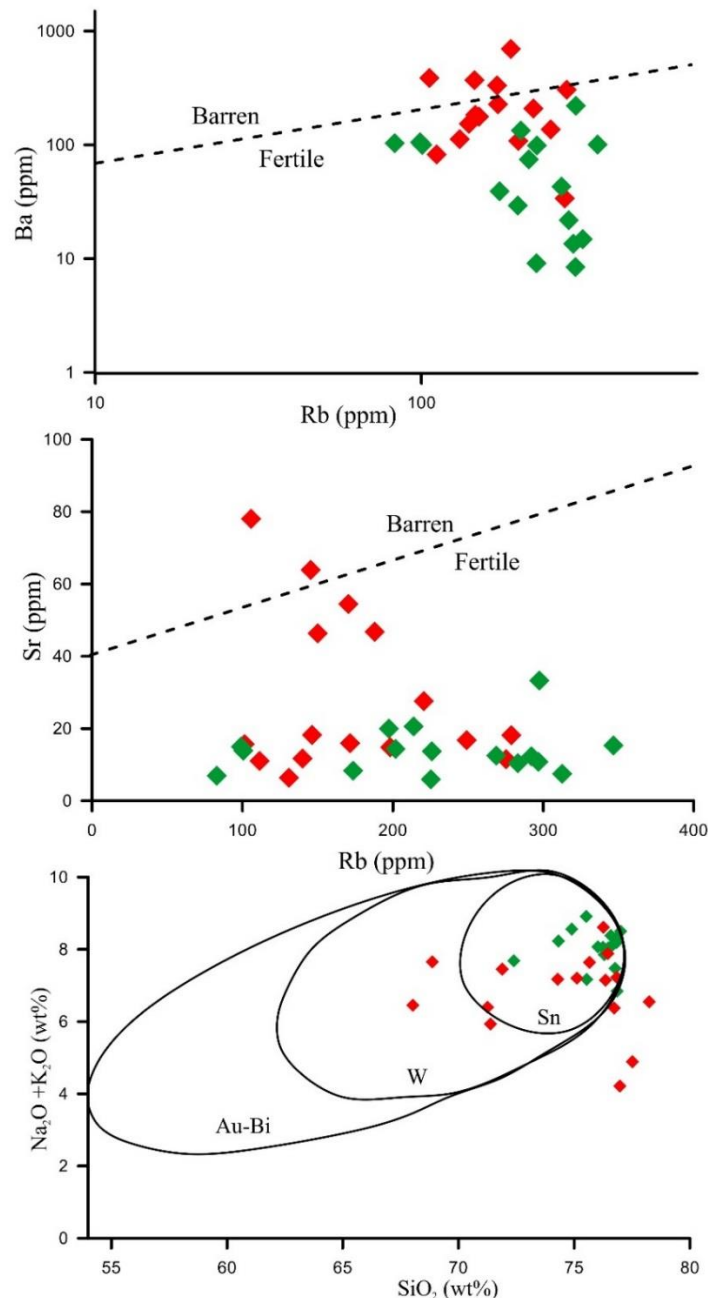 1000
100
10
1
Ba (ppm)
Barren
Fertile
10
100
Rb (ppm)
100
80
60
40
20
0
Sr (ppm)
Barren
Fertile
0
100
200
300
400
Rb (ppm)
10
8
6
4
2
0
Na₂O +K₂O (wt%)
Sn
W
Au-Bi
55
60
65
70
75
80
SiO₂ (wt%)